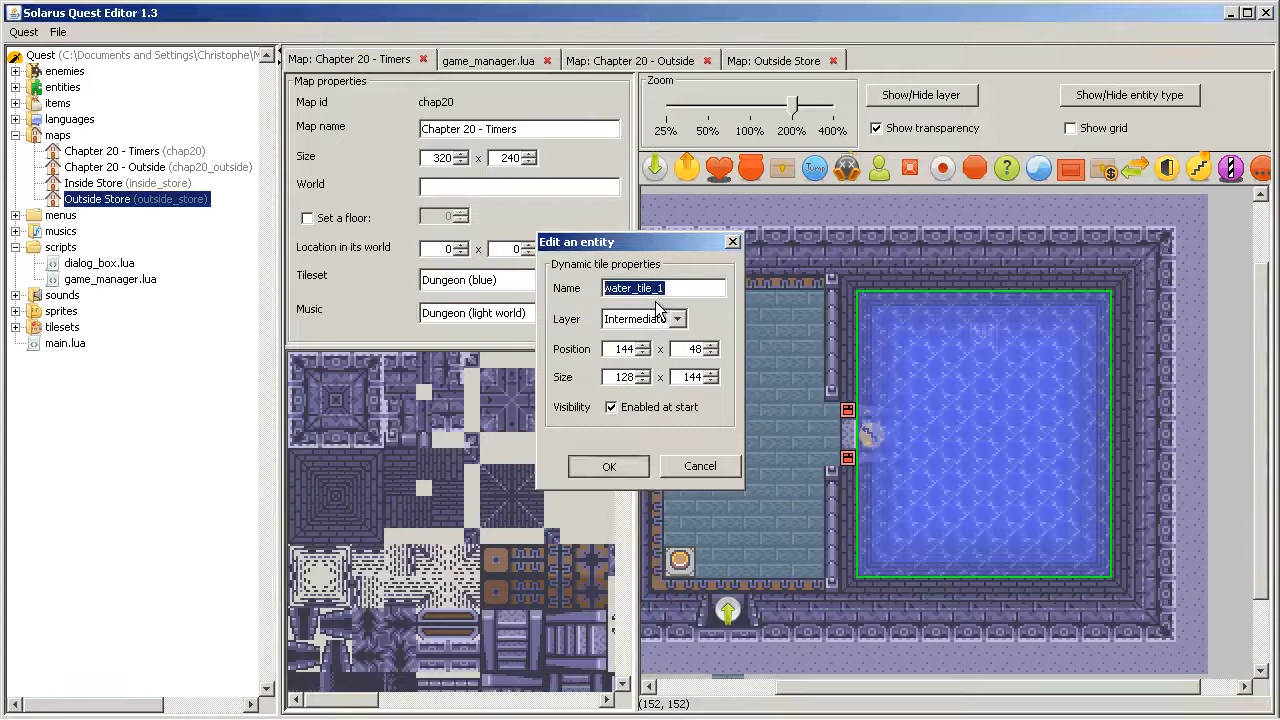 Solarus Quest Editor 1.3
Quest File
Quest (C:\Documents and Settings\Christophe\M
enemies
entities
items
languages
maps
Chapter 20 - Timers (chap20)
Chapter 20 - Outside (chap20_outside)
Inside Store (inside_store)
Outside Store (outside_store)
menus
musics
scripts
dialog_box.lua
game_manager.lua
sounds
sprites
tilesets
main.lua
Map: Chapter 20 - Timers
game_manager.lua
Map: Chapter 20 - Outside
Map: Outside Store
Map properties
Map id chap20
Map name Chapter 20 - Timers
Size 320 x 240
World
Set a floor: 0
Location in its world 0 x 0
Tileset Dungeon (blue)
Music Dungeon (light world)
Zoom
25% 50% 100% 200% 400%
Show/Hide layer
Show/Hide entity type
Show transparency
Show grid
Jump
Edit an entity
Dynamic tile properties
Name water_tile_1
Layer Intermediate
Position 144 x 48
Size 128 x 144
Visibility Enabled at start
OK Cancel
(152, 152)